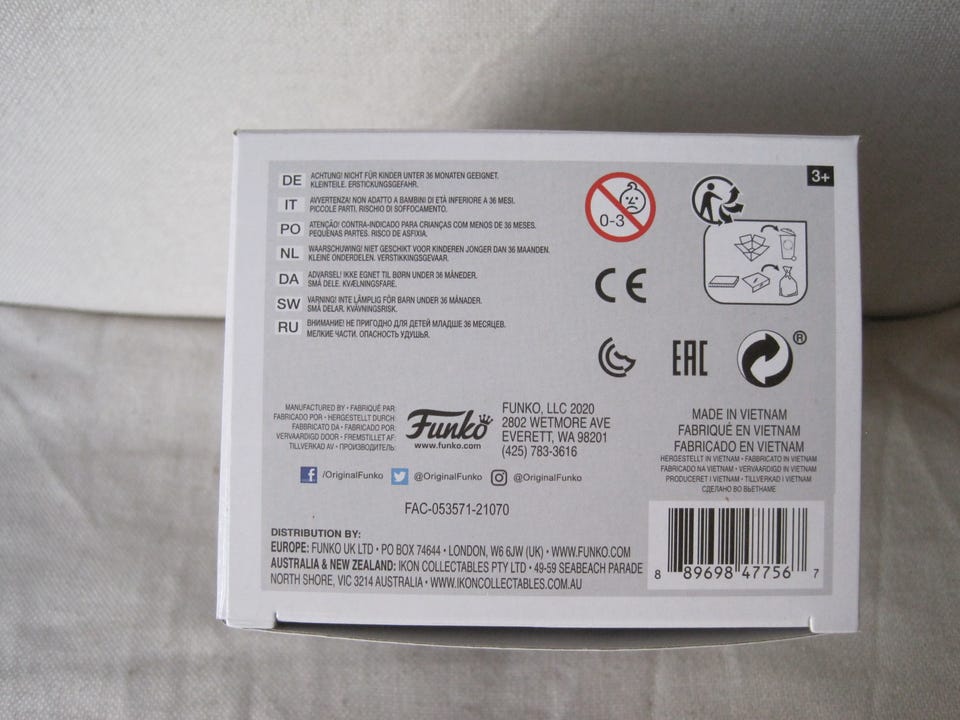 3+
DE ACHTUNG! NICHT FÜR KINDER UNTER 36 MONATEN GEEIGNET.
KLEINTEILE. ERSTICKUNGSGEFAHR.
IT AVVERTENZA! NON ADATTO A BAMBINI DI ETÀ INFERIORE A 36 MESI.
PICCOLE PARTI. RISCHIO DI SOFFOCAMENTO.
PO ATENÇÃO! CONTRA-INDICADO PARA CRIANÇAS COM MENOS DE 36 MESES.
PEQUENAS PARTES. RISCO DE ASFIXIA.
NL WAARSCHUWING! NIET GESCHIKT VOOR KINDEREN JONGER DAN 36 MAANDEN.
KLEINE ONDERDELEN. VERSTIKKINGSGEVAAR.
DA ADVARSEL! IKKE EGNET TIL BØRN UNDER 36 MÅNEDER.
SMÅ DELE. KVÆLNINGSFARE.
SW VARNING! INTE LÄMPLIG FÖR BARN UNDER 36 MÅNADER.
SMÅ DELAR. KVÄVNINGSRISK.
RU ВНИМАНИЕ! НЕ ПРИГОДНО ДЛЯ ДЕТЕЙ МЛАДШЕ 36 МЕСЯЦЕВ.
МЕЛКИЕ ЧАСТИ. ОПАСНОСТЬ УДУШЬЯ.
0-3
CE
EAC
®
MANUFACTURED BY • FABRIQUÉ PAR
FABRICADO POR • HERGESTELLT DURCH:
FABBRICATO DA • FABRICADO POR:
VERVAARDIGD DOOR • FREMSTILLET AF:
TILLVERKAD AV • ПРОИЗВОДИТЕЛЬ:
Funko
www.funko.com
FUNKO, LLC 2020
2802 WETMORE AVE
EVERETT, WA 98201
(425) 783-3616
/OriginalFunko @OriginalFunko @OriginalFunko
FAC-053571-21070
MADE IN VIETNAM
FABRIQUÉ EN VIETNAM
FABRICADO EN VIETNAM
HERGESTELLT IN VIETNAM • FABBRICATO IN VIETNAM
FABRICADO NA VIETNAM • VERVAARDIGD IN VIETNAM
PRODUCERET I VIETNAM • TILLVERKAD I VIETNAM
СДЕЛАНО ВО ВЬЕТНАМЕ
DISTRIBUTION BY:
EUROPE: FUNKO UK LTD • PO BOX 74644 • LONDON, W6 6JW (UK) • WWW.FUNKO.COM
AUSTRALIA & NEW ZEALAND: IKON COLLECTABLES PTY LTD • 49-59 SEABEACH PARADE
NORTH SHORE, VIC 3214 AUSTRALIA • WWW.IKONCOLLECTABLES.COM.AU
8 89698 47756 7